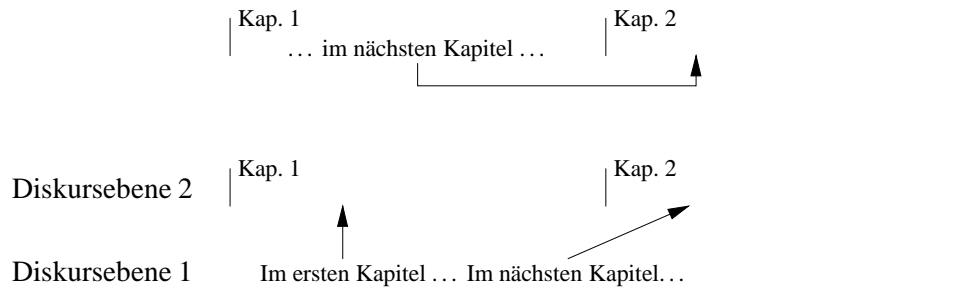 Kap. 1 Kap. 2
... im nächsten Kapitel ...
Diskursebene 2 Kap. 1 Kap. 2
Diskursebene 1 Im ersten Kapitel ... Im nächsten Kapitel...